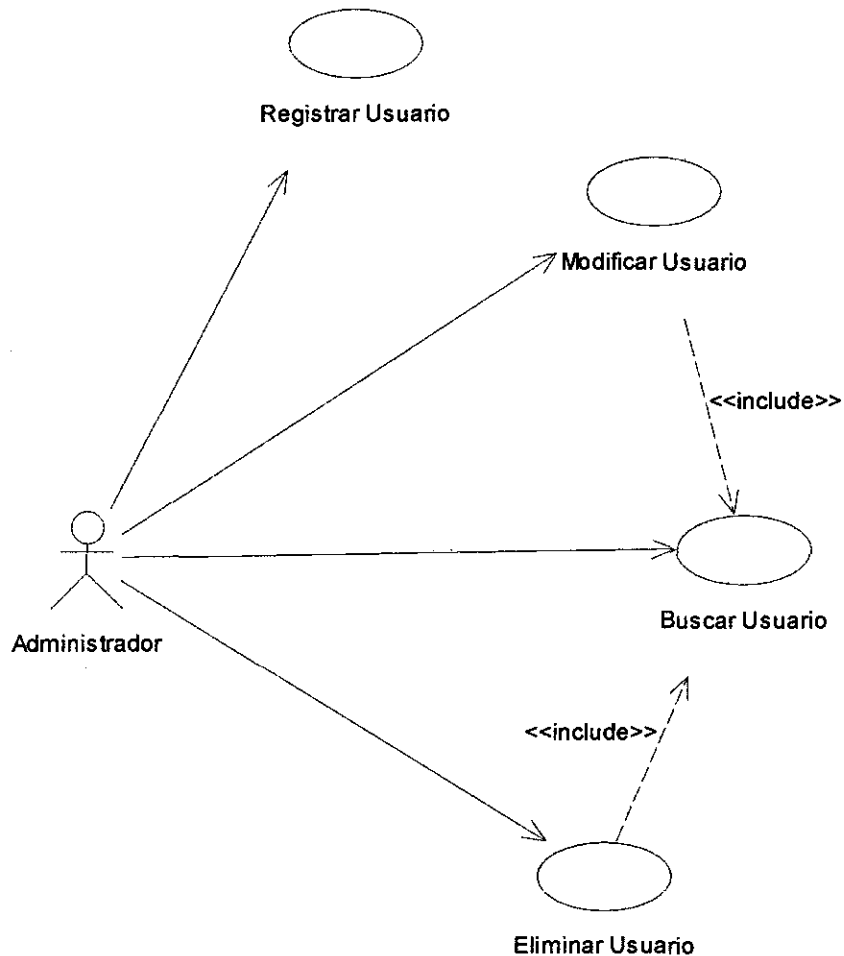 Registrar Usuario
Modificar Usuario
<<include>>
Buscar Usuario
Administrador
<<include>>
Eliminar Usuario